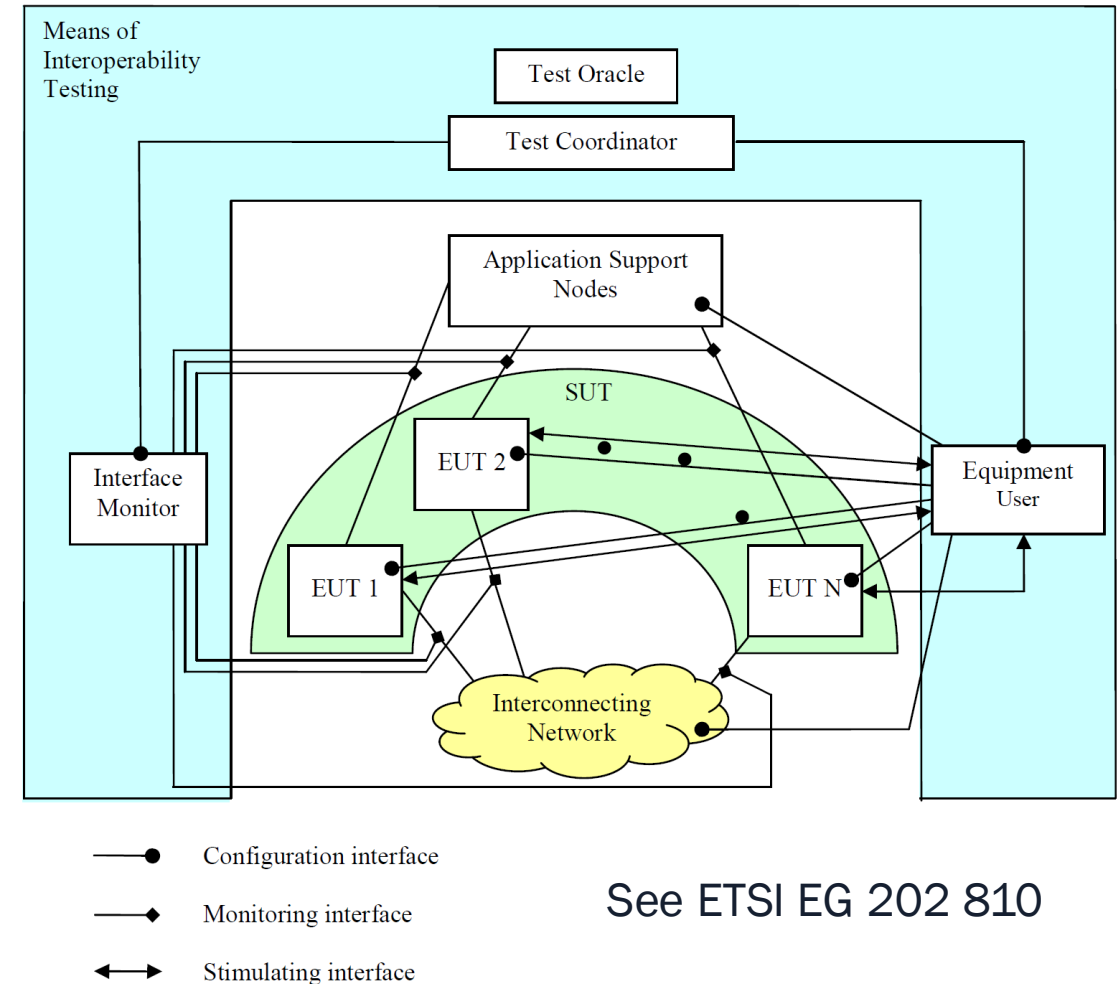 Means of
Interoperability
Testing
Test Oracle
Test Coordinator
Application Support
Nodes
SUT
EUT 2
Interface
Monitor
Equipment
User
EUT 1
EUT N
Interconnecting
Network
Configuration interface
Monitoring interface
See ETSI EG 202 810
Stimulating interface